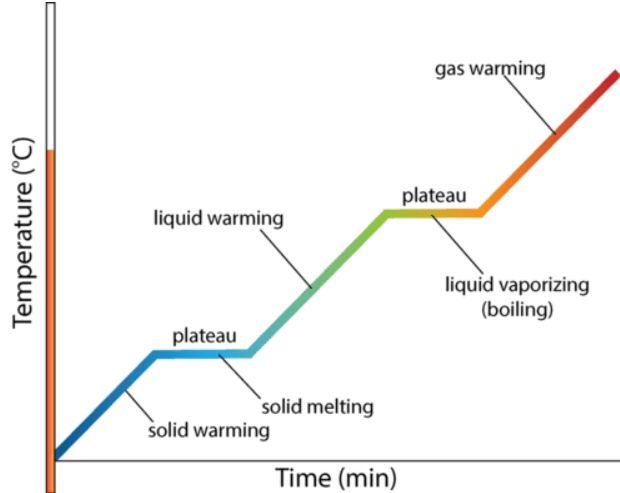 gas warming
plateau
liquid warming
liquid vaporizing
(boiling)
plateau
solid melting
solid warming
Temperature (°C)
Time (min)